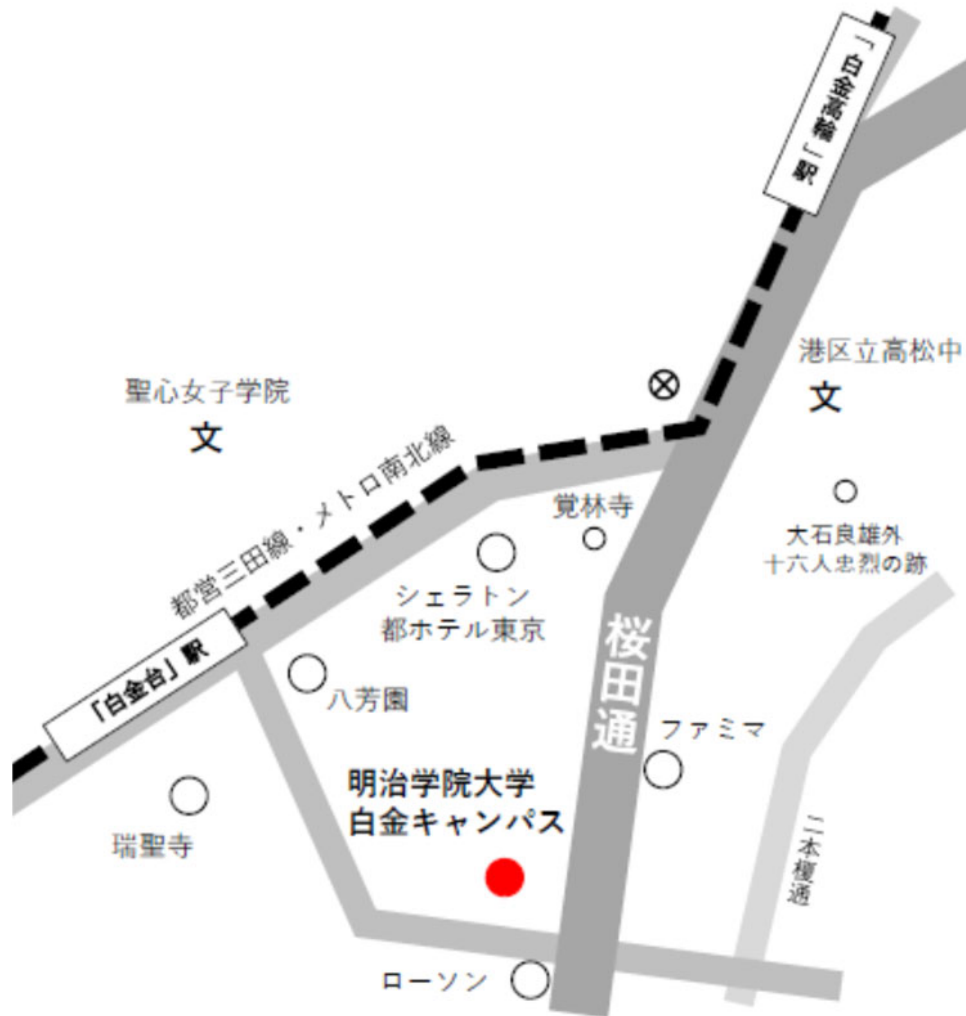 「白金高輪」駅
港区立高松中
文
聖心女子学院
文
都営三田線・メトロ南北線
覚林寺
大石良雄外
十六人忠烈の跡
シェラトン
都ホテル東京
「白金台」駅
八芳園
桜田通
ファミマ
明治学院大学
白金キャンパス
瑞聖寺
二本榎通
ローソン